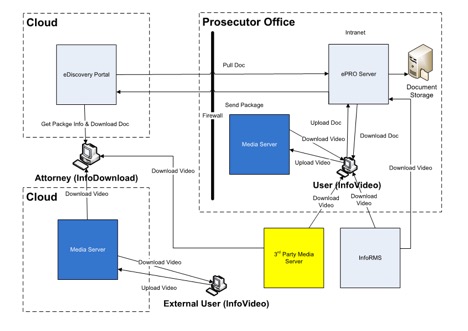 Cloud
Prosecutor Office
Intranet
eDiscovery Portal
Pull Doc
ePRO Server
Document
Storage
Send Package
Firewall
Get Packge Info & Download Doc
Upload Doc
Download Doc
Media Server
Download Video
Upload Video
User (InfoVideo)
Attorney (InfoDownload)
Download Video
Download Video
Download Video
Cloud
Download
Video
Download Video
Media Server
3rd Party Media
Server
InfoRMS
Download Video
Upload Video
External User (InfoVideo)